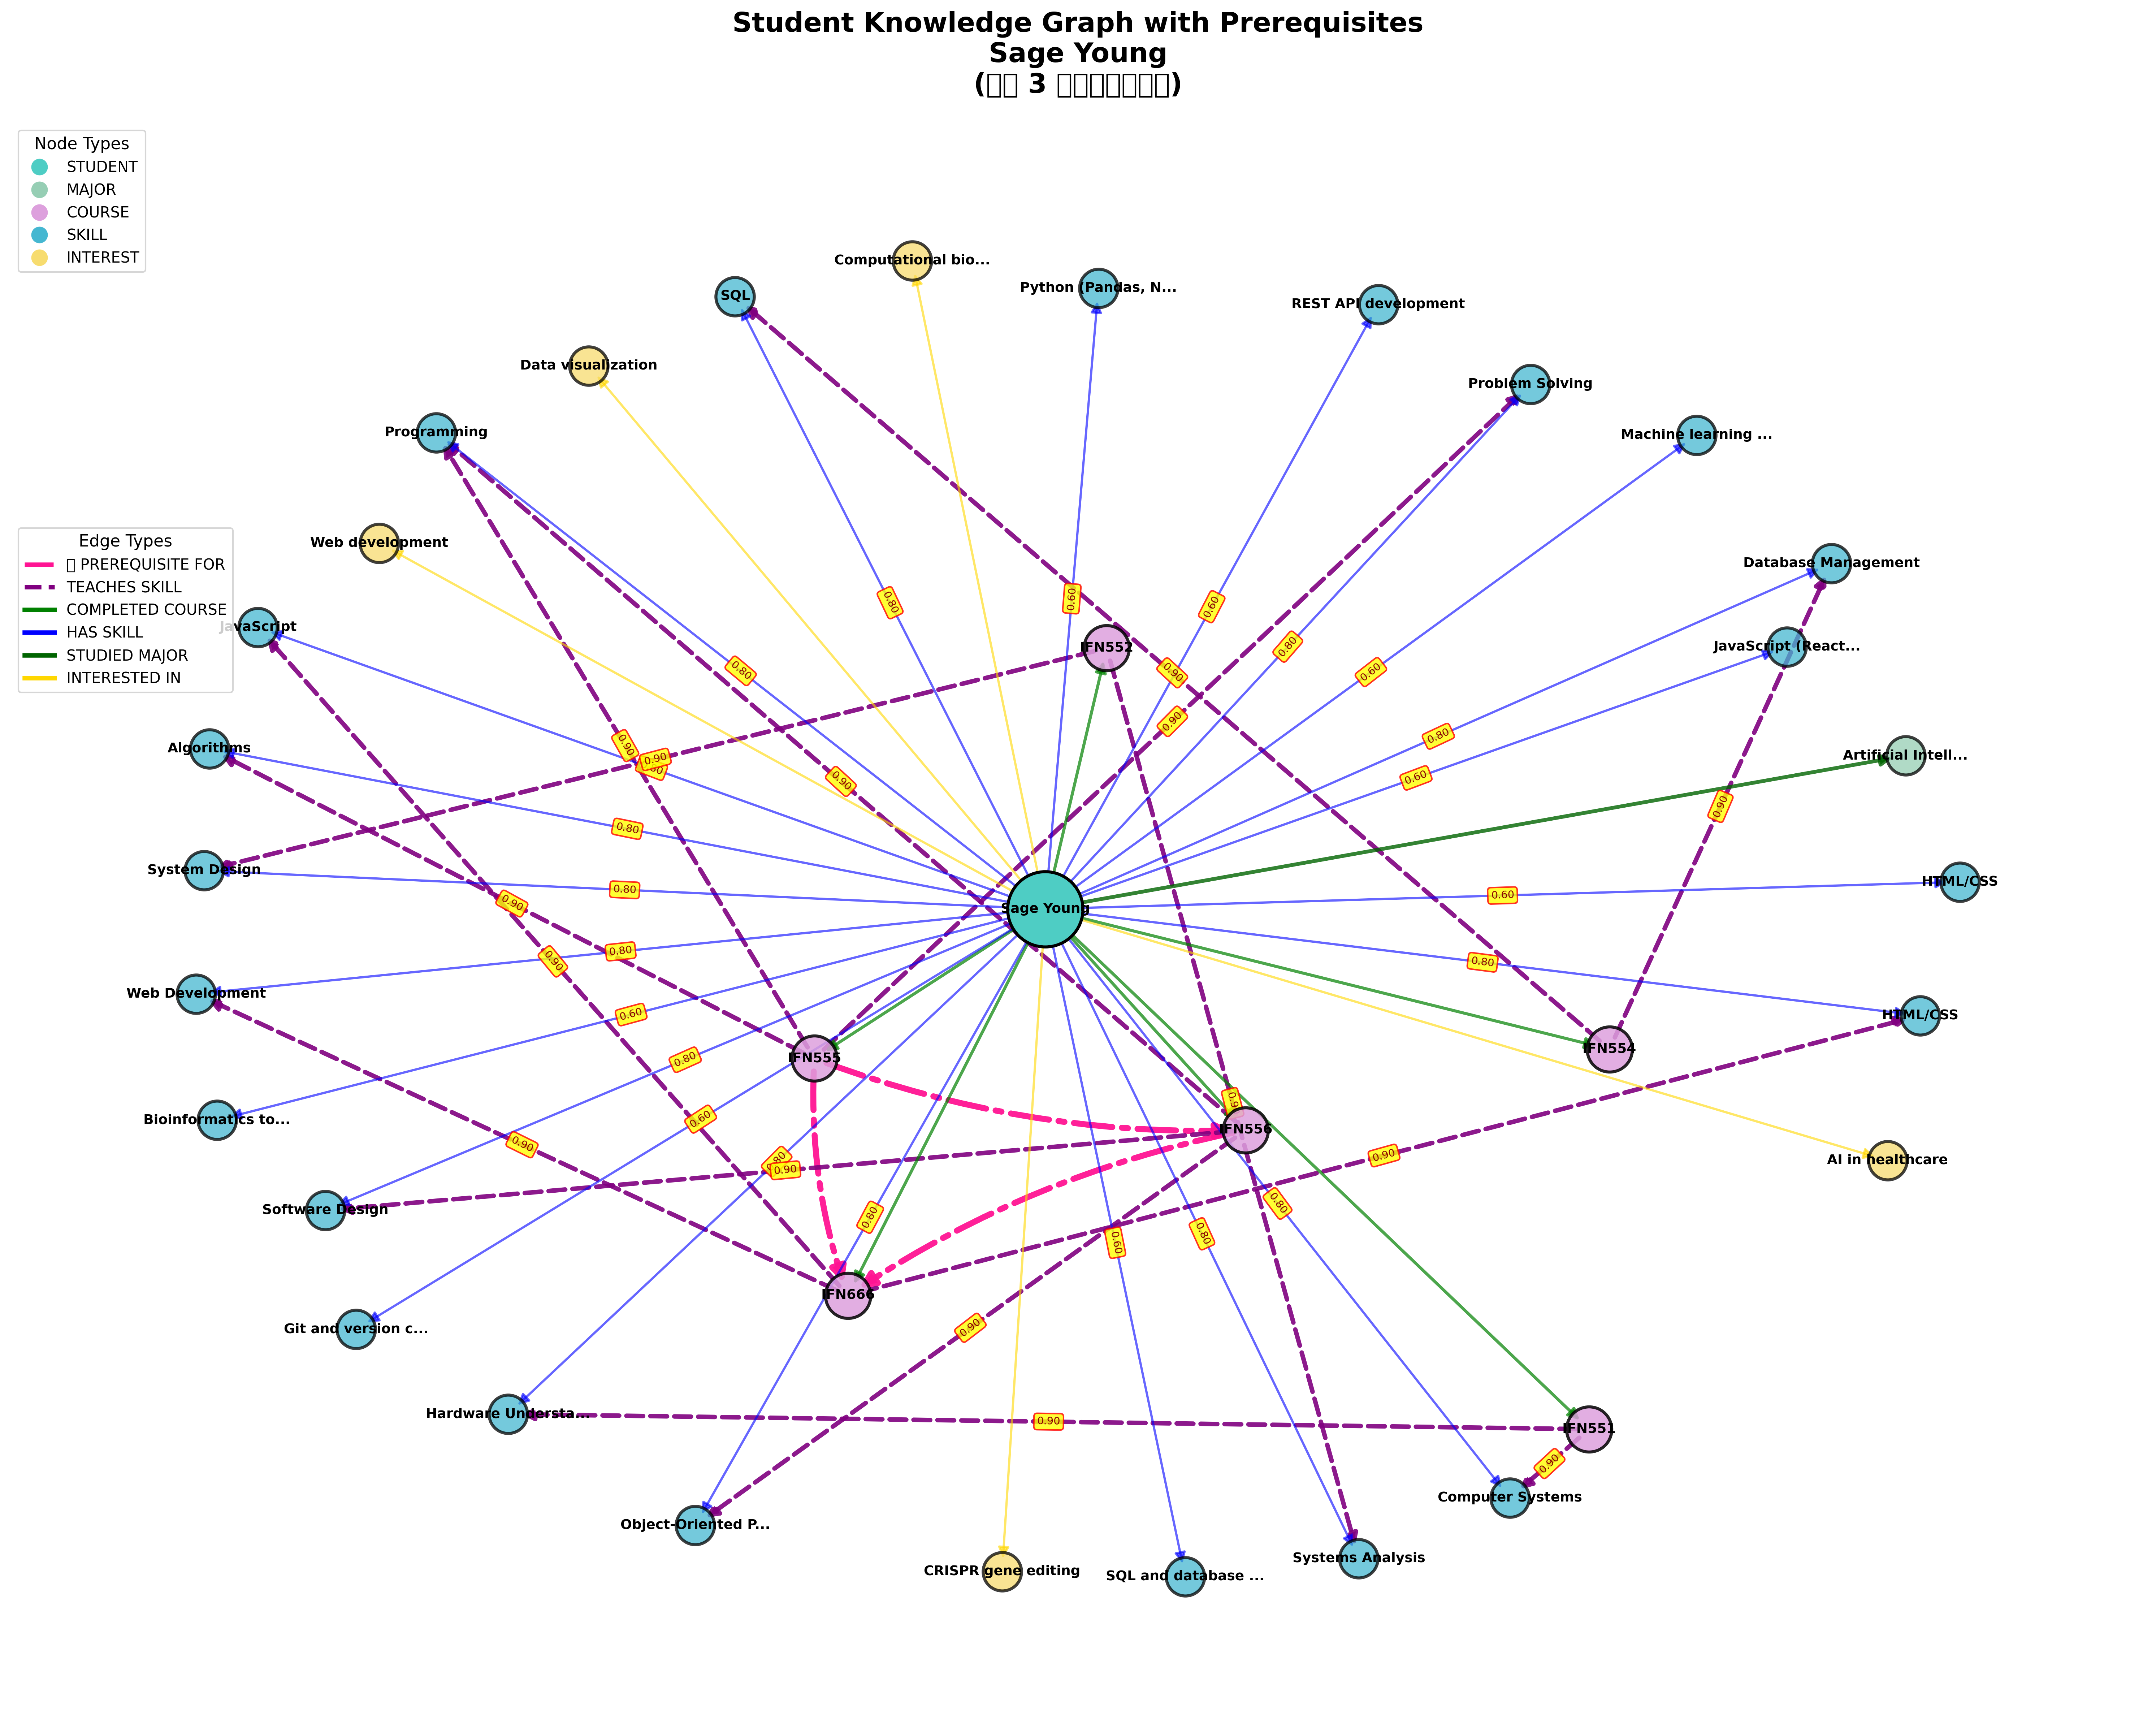 Student Knowledge Graph with Prerequisites
Sage Young
(▯▯ 3 ▯▯▯▯▯▯▯)
Node Types
STUDENT
MAJOR
COURSE
SKILL
INTEREST
Computational bio...
Python (Pandas, N...
SQL
REST API development
Data visualization
Problem Solving
Programming
Machine learning ...
Web development
Edge Types
▯ PREREQUISITE FOR
TEACHES SKILL
COMPLETED COURSE
HAS SKILL
STUDIED MAJOR
INTERESTED IN
Database Management
0.80
0.60
0.60
JavaScript
IFN552
0.80
JavaScript (React...
0.80
0.90
0.60
0.90
0.80
0.90
Algorithms
0.90
Artificial Intell...
0.90
0.60
0.90
0.80
System Design
0.80
HTML/CSS
0.60
0.90
Sage Young
0.80
0.90
0.80
Web Development
0.60
HTML/CSS
0.80
IFN555
IFN554
Bioinformatics to...
0.60
IFN556
0.90
0.90
AI in healthcare
0.80
0.90
Software Design
0.80
0.80
0.80
0.60
IFN666
Git and version c...
0.90
Hardware Understa...
0.90
IFN551
0.90
Computer Systems
Object-Oriented P...
Systems Analysis
CRISPR gene editing
SQL and database ...